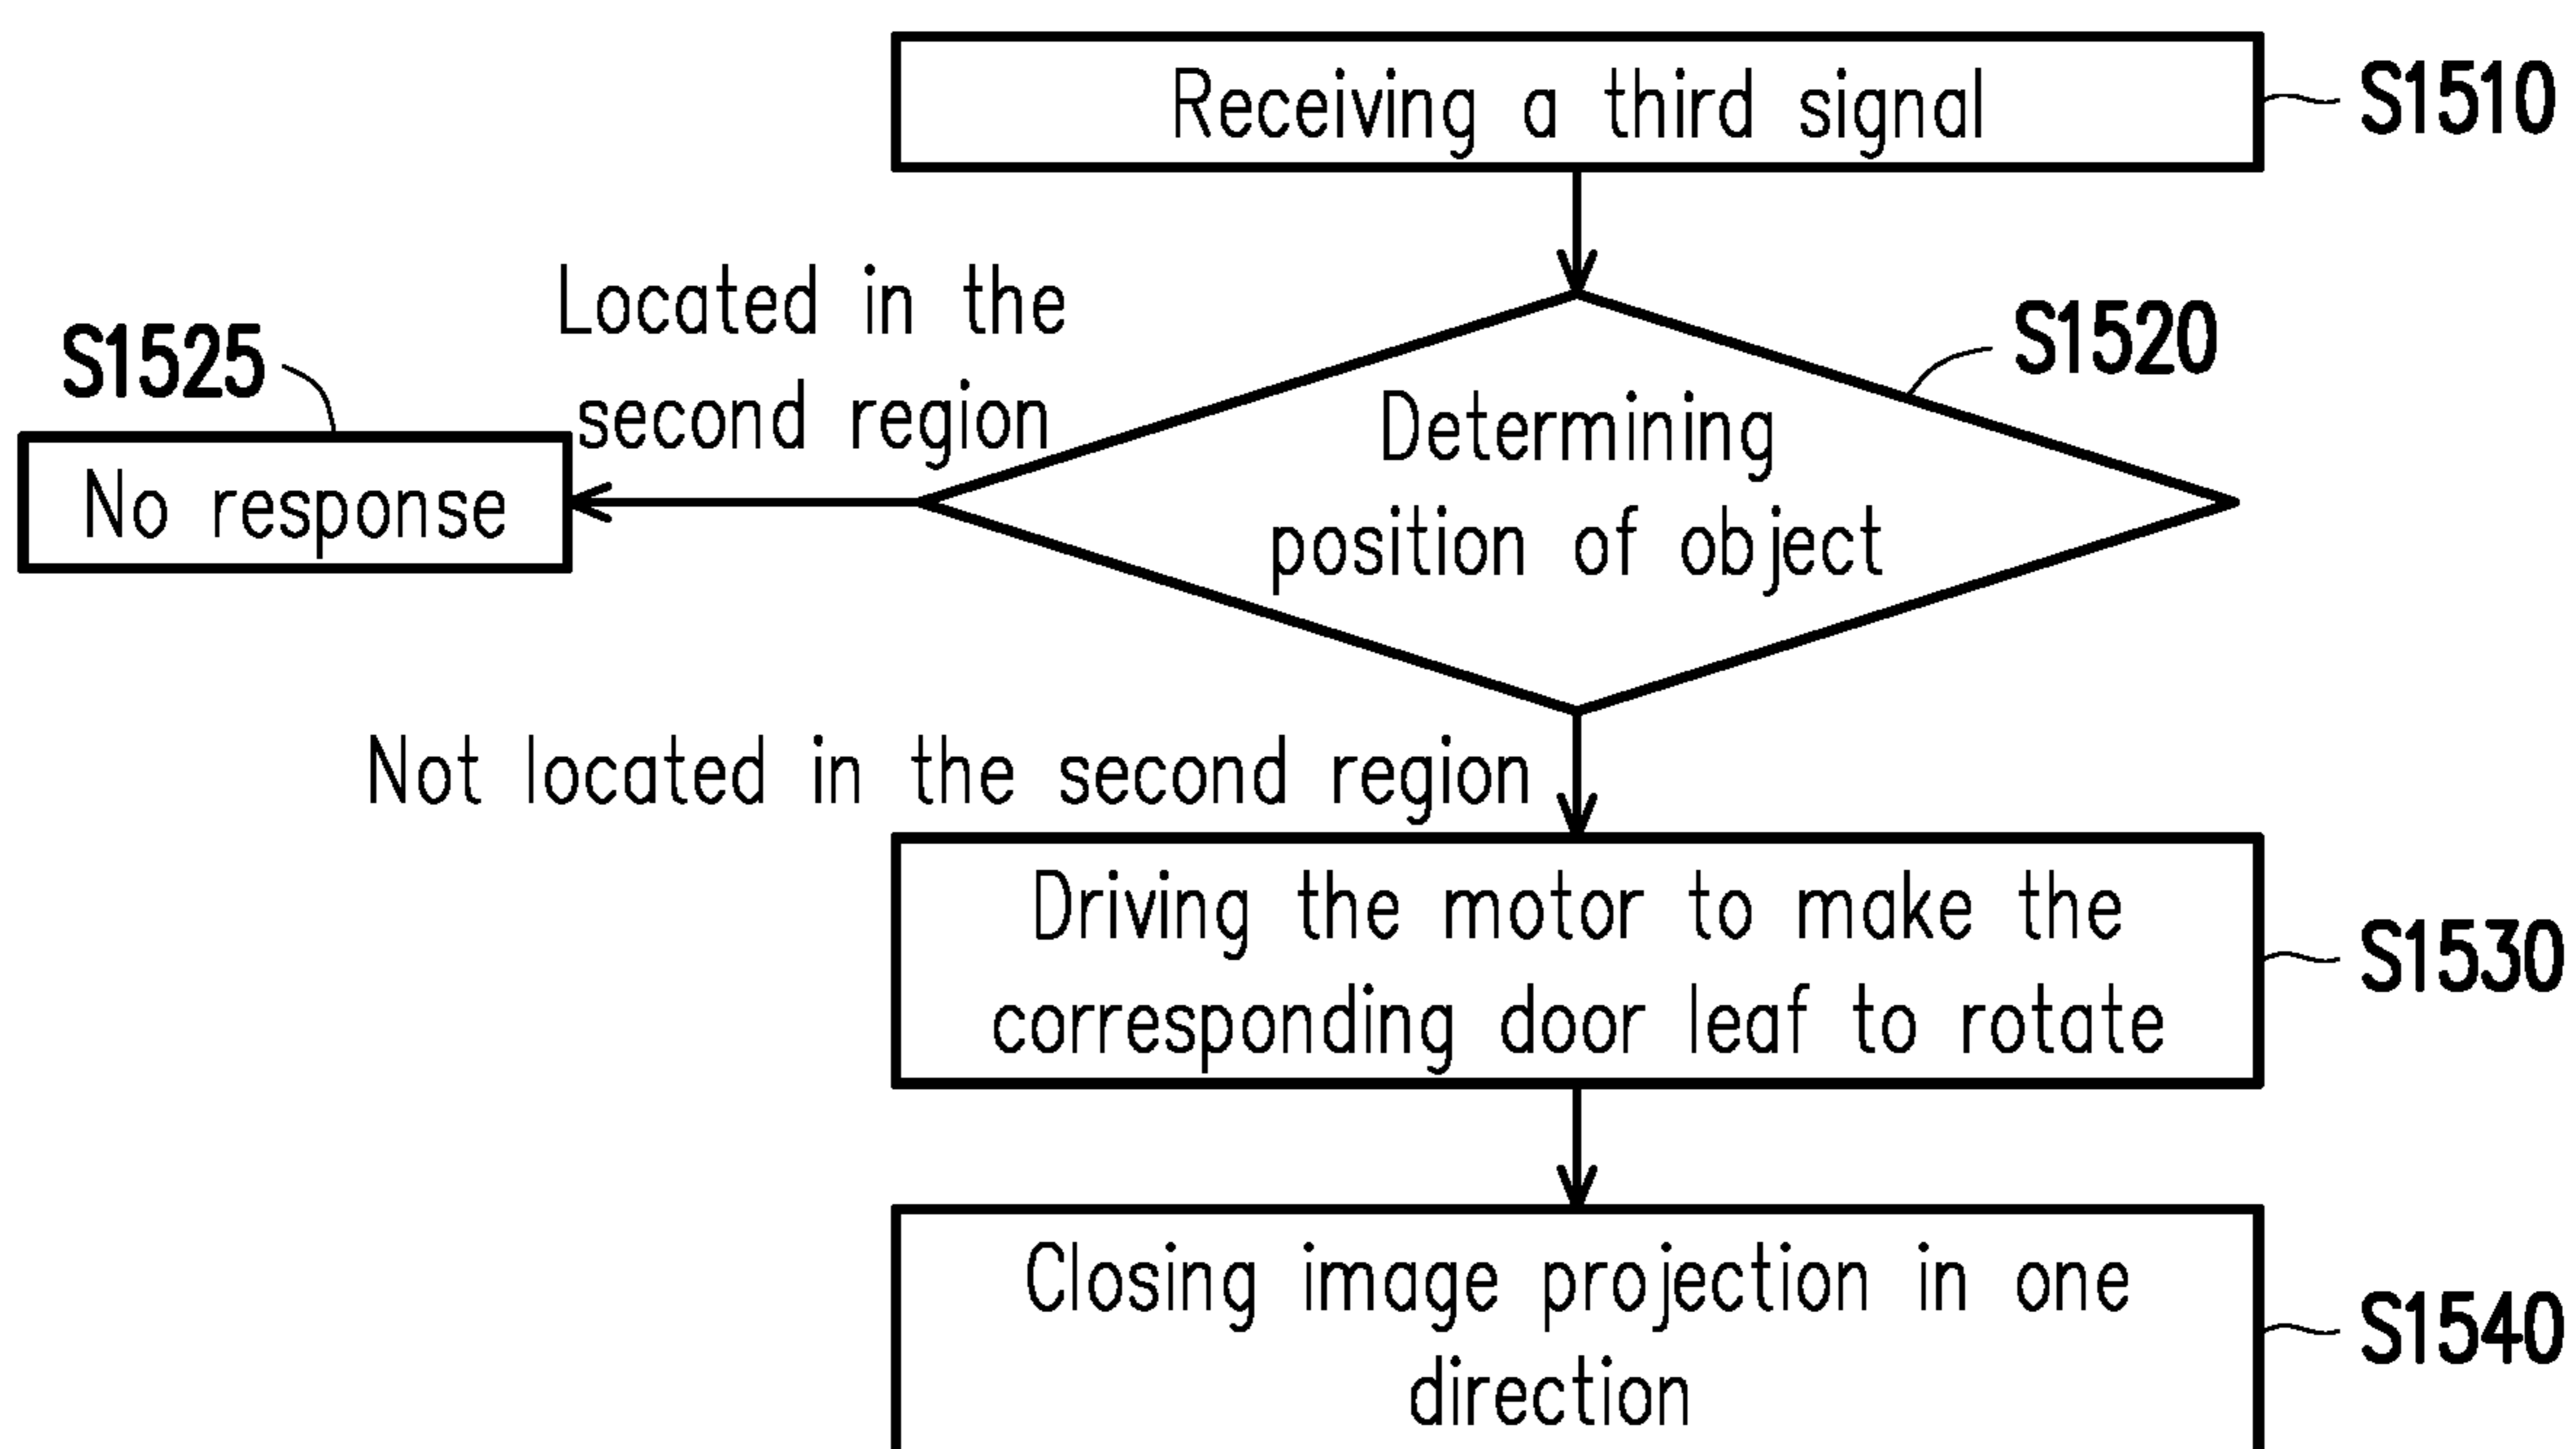 Receiving a third signal
S1510
Located in the
second region
S1525
S1520
No response
Determining
position of object
Not located in the second region
Driving the motor to make the
corresponding door leaf to rotate
S1530
Closing image projection in one
direction
S1540